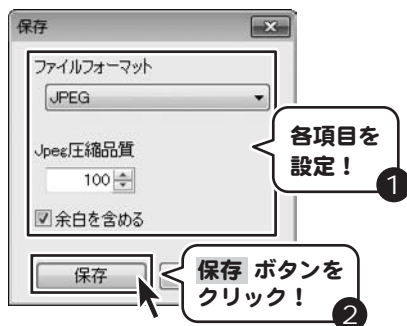 保存
ファイルフォーマット
JPEG
Jpeg圧縮品質
100
余白を含める
各項目を
設定！
1
保存
保存 ボタンを
クリック！
2